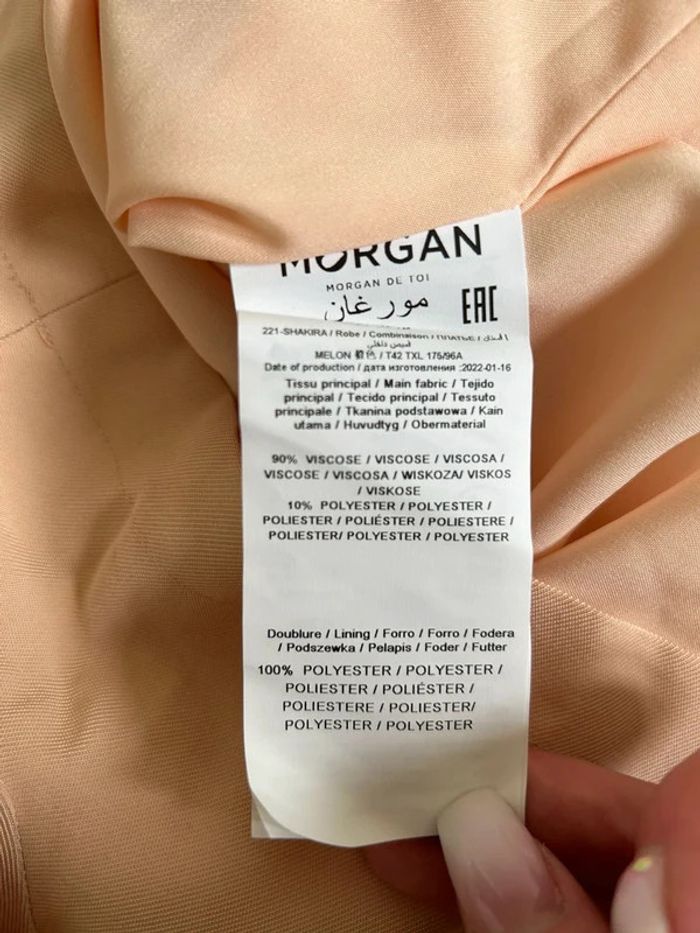 MORGAN
MORGAN DE TOI
مورغان
EAC
221-SHAKIRA / Robe / Combinaison /
قميص داخلي
MELON / T42 TXL 175/96A
Date of production / дата изготовления :2022-01-16
Tissu principal / Main fabric / Tejido
principal / Tecido principal / Tessuto
principale / Tkanina podstawowa / Kain
utama / Huvudtyg / Obermaterial
90% VISCOSE / VISCOSE / VISCOSA /
VISCOSE / VISCOSA / WISKOZA/ VISKOS
/ VISKOSE
10% POLYESTER / POLYESTER /
POLIESTER / POLIÉSTER / POLIESTERE /
POLIESTER/ POLYESTER / POLYESTER
Doublure / Lining / Forro / Forro / Fodera
/ Podszewka / Pelapis / Foder / Futter
100% POLYESTER / POLYESTER /
POLIESTER / POLIÉSTER /
POLIESTERE / POLIESTER/
POLYESTER / POLYESTER